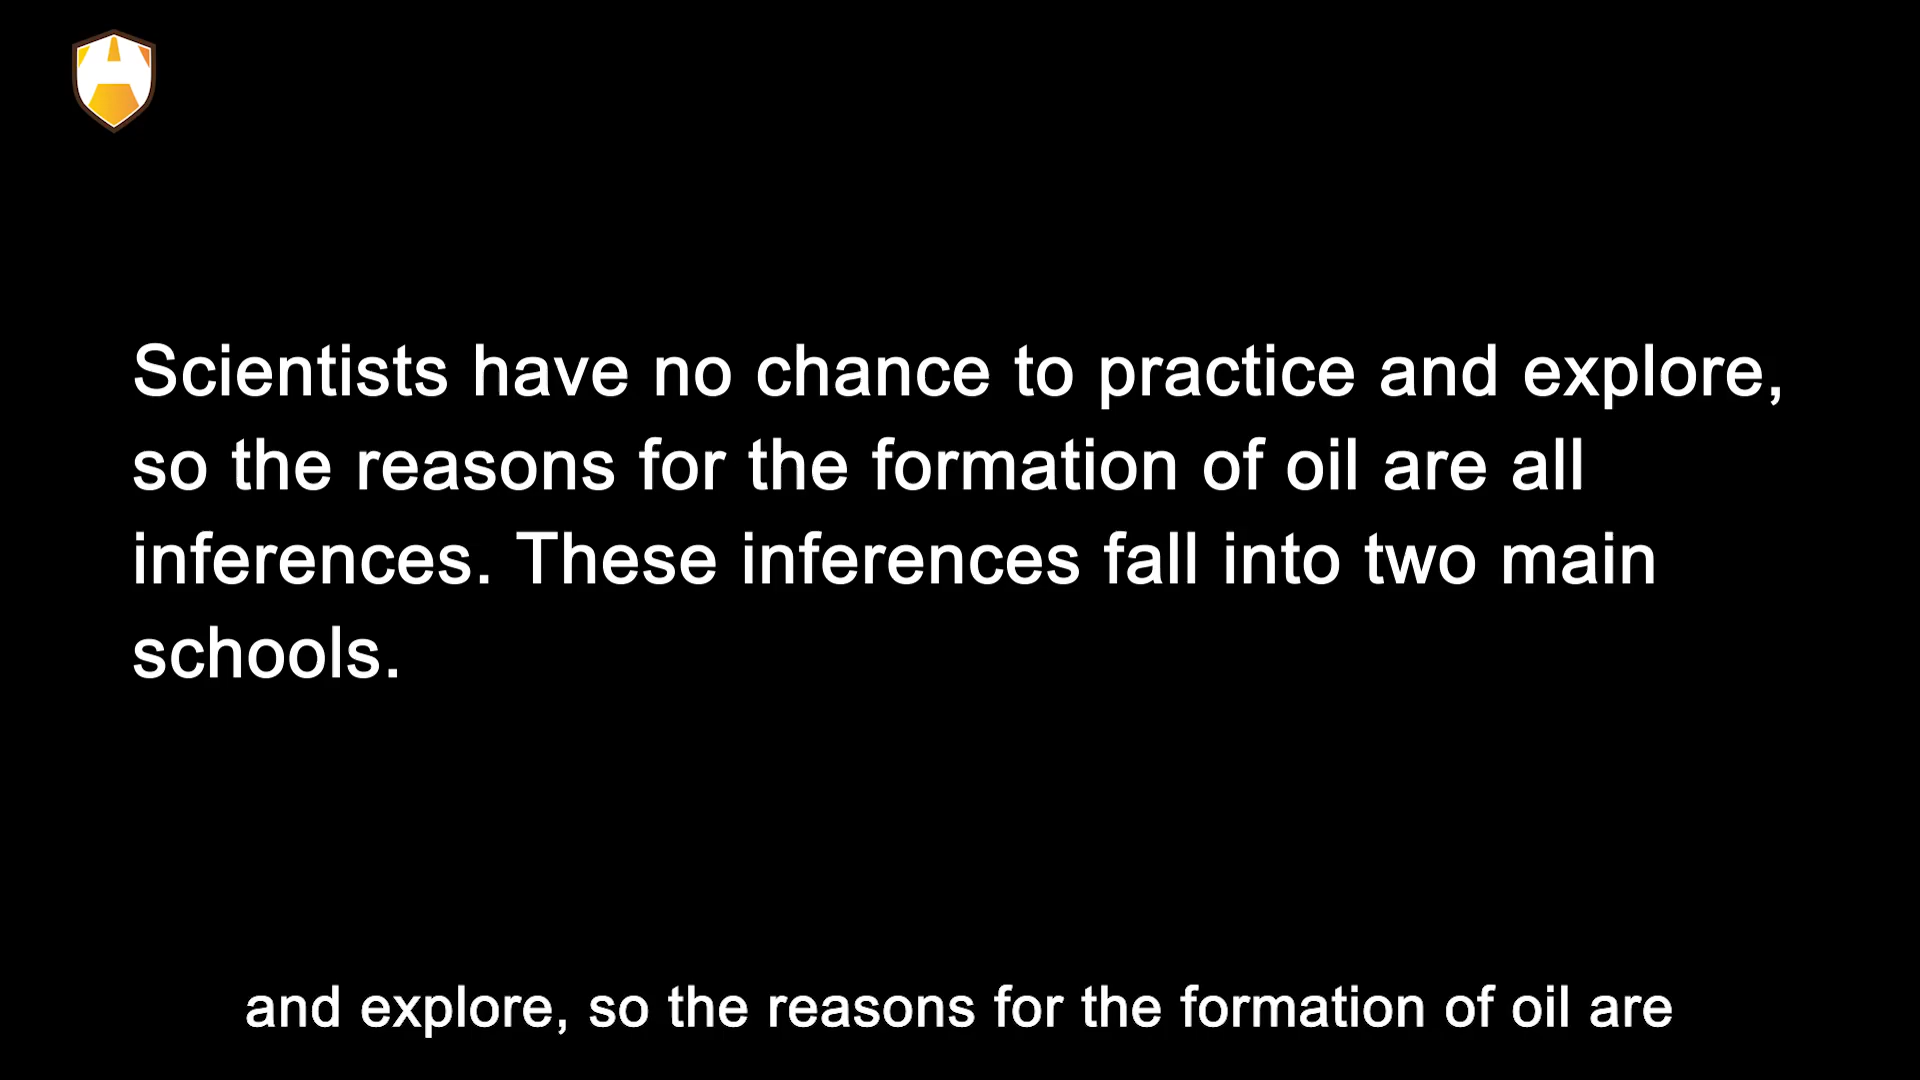 Scientists have no chance to practice and explore,
so the reasons for the formation of oil are all
inferences. These inferences fall into two main
schools.
and explore, so the reasons for the formation of oil are